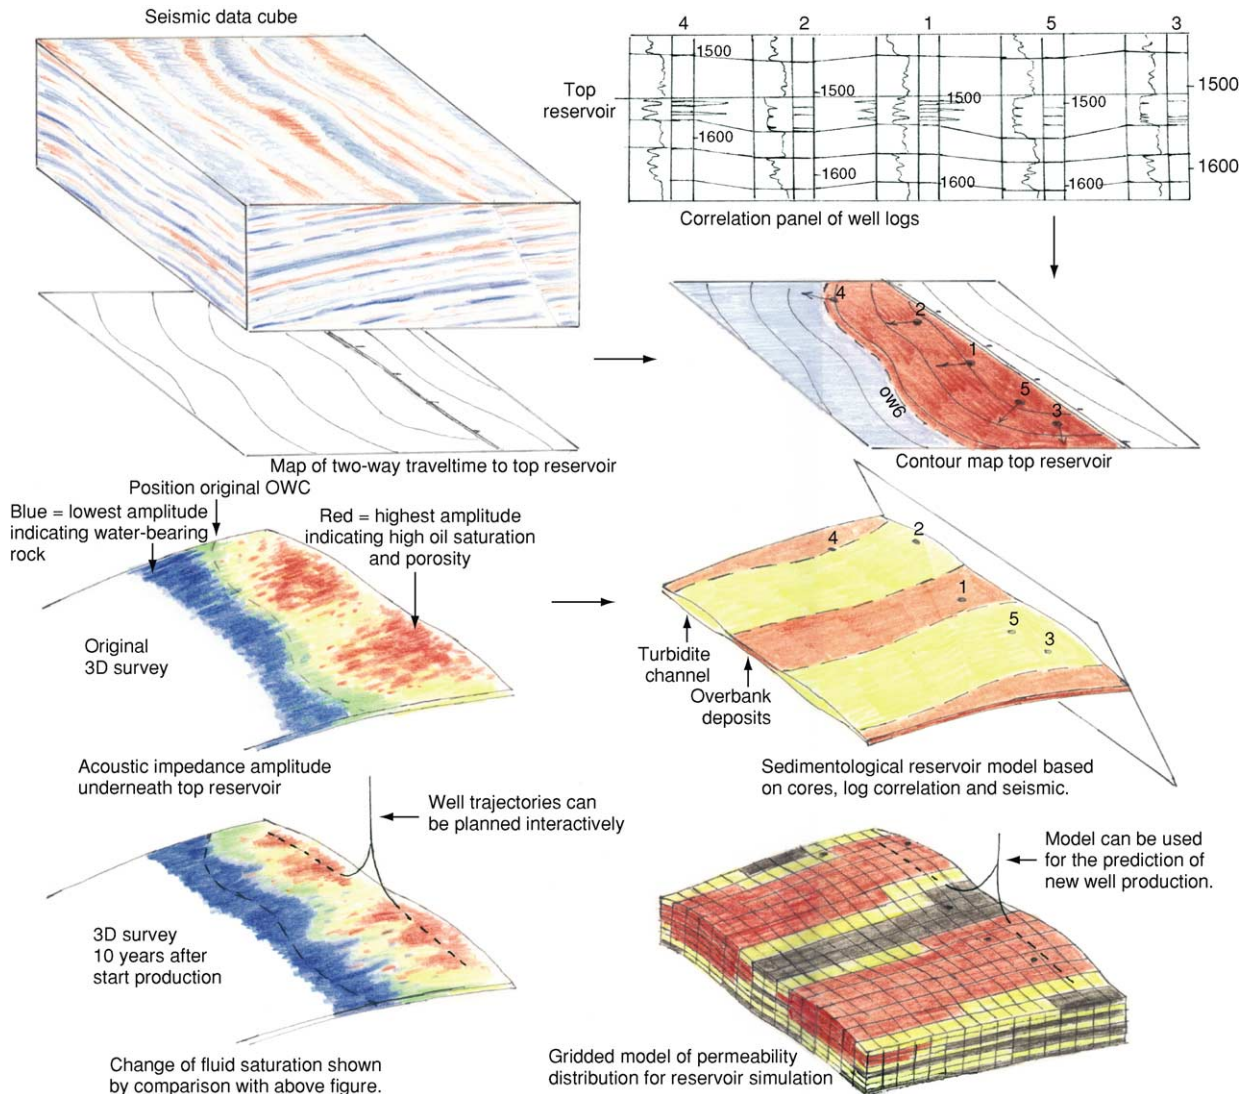 Seismic data cube
4 2 1 5 3
1500
1500
1500
1500
1500
Top
reservoir
1600
1600
1600
1600
1600
Correlation panel of well logs
4
2
1
5
3
owc
Map of two-way traveltime to top reservoir
Contour map top reservoir
Position original OWC
Blue = lowest amplitude
indicating water-bearing
rock
Red = highest amplitude
indicating high oil saturation
and porosity
Original
3D survey
4
2
1
5
3
Turbidite
channel
Overbank
deposits
Acoustic impedance amplitude
underneath top reservoir
Sedimentological reservoir model based
on cores, log correlation and seismic.
Well trajectories can
be planned interactively
Model can be used
for the prediction of
new well production.
3D survey
10 years after
start production
Change of fluid saturation shown
by comparison with above figure.
Gridded model of permeability
distribution for reservoir simulation